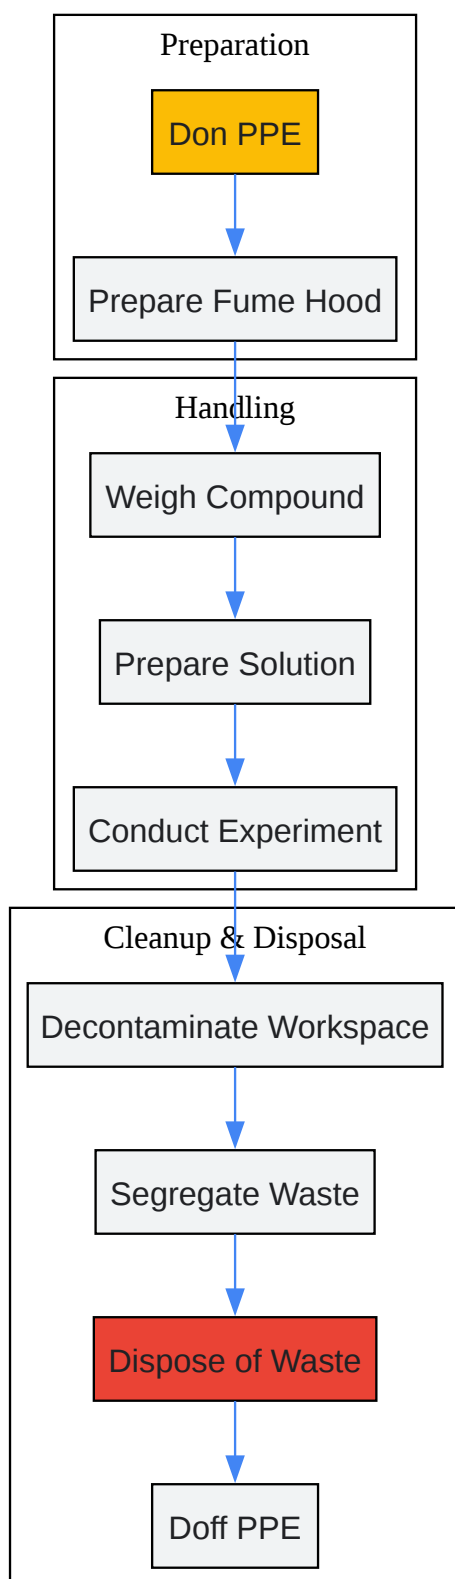 Preparation
Don PPE
Prepare Fume Hood
Handling
Weigh Compound
Prepare Solution
Conduct Experiment
Cleanup & Disposal
Decontaminate Workspace
Segregate Waste
Dispose of Waste
Doff PPE